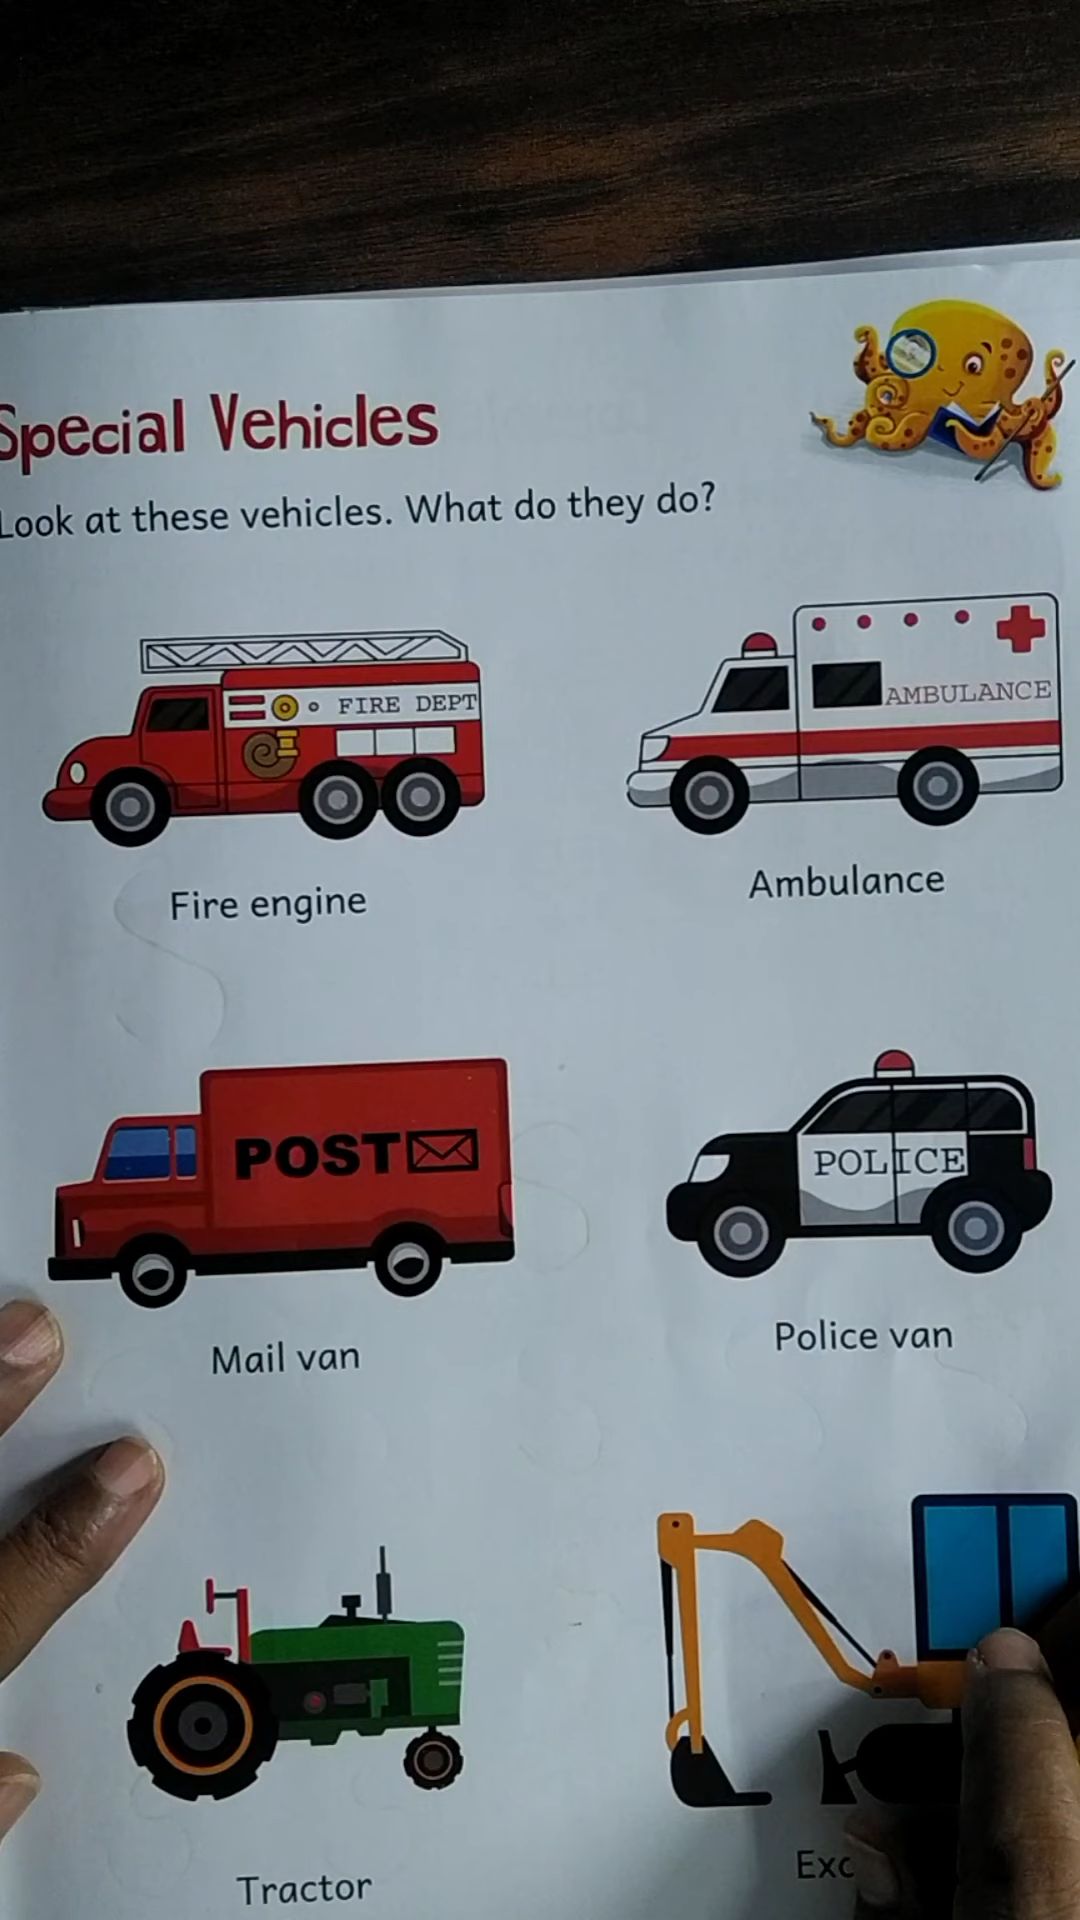 Special Vehicles
Look at these vehicles. What do they do?
FIRE DEPT
AMBULANCE
Fire engine
Ambulance
POST
POLICE
Mail van
Police van
Tractor
Exc